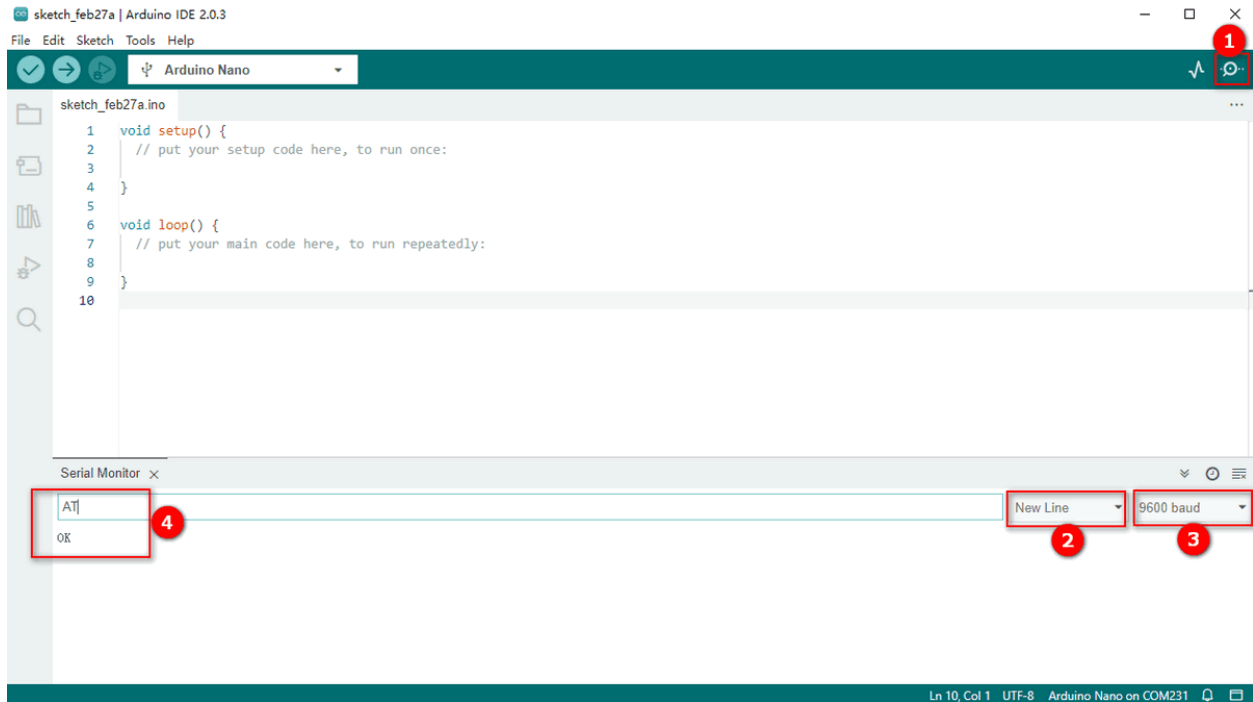 sketch_feb27a | Arduino IDE 2.0.3
File Edit Sketch Tools Help
1
Arduino Nano
sketch_feb27a.ino
...
1 void setup() {
2 // put your setup code here, to run once:
3
4 }
5
6 void loop() {
7 // put your main code here, to run repeatedly:
8
9 }
10
Serial Monitor
AT
New Line
9600 baud
4
OK
2
3
Ln 10, Col 1 UTF-8 Arduino Nano on COM231